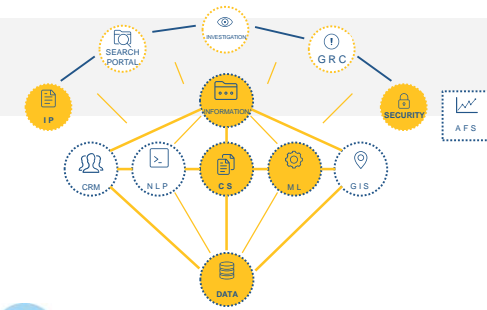 INVESTIGATION
SEARCH
PORTAL
GRC
IP
INFORMATION
SECURITY
AFS
CRM
NLP
CS
ML
GIS
DATA